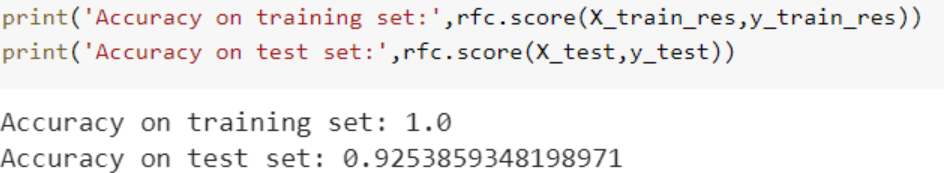 print('Accuracy on training set:',rfc.score(X_train_res,y_train_res))
print('Accuracy on test set:',rfc.score(X_test,y_test))
Accuracy on training set: 1.0
Accuracy on test set: 0.9253859348198971